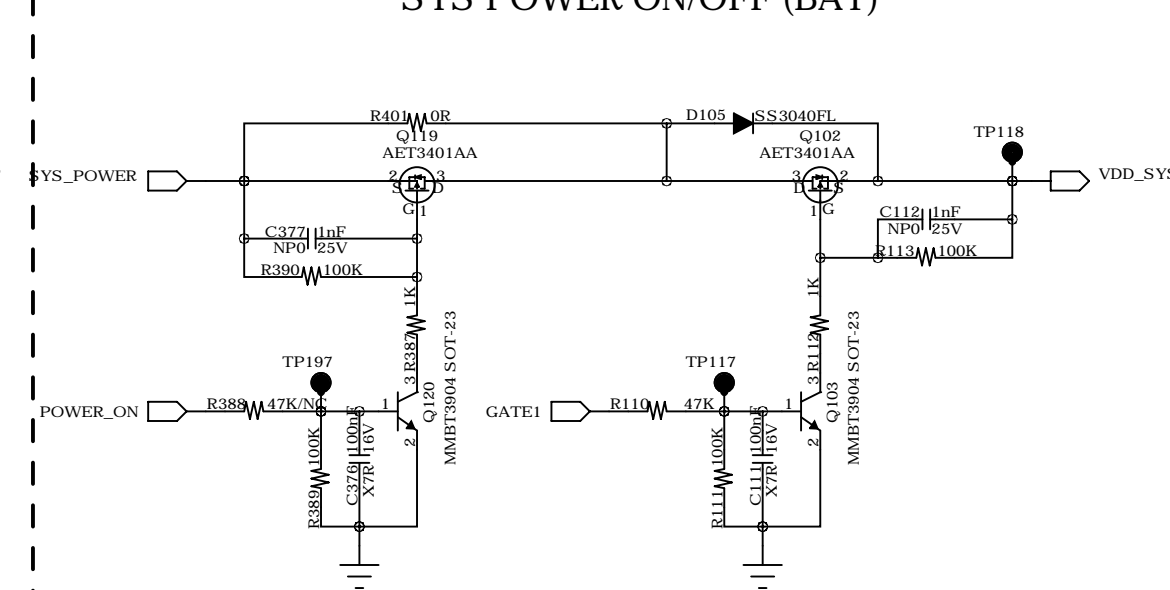 SYS POWER ON/OFF (BAT)
R401 0R
D105 SS3040FL
Q119
Q102
TP118
AET3401AA
AET3401AA
SYS_POWER
2 3
S D
G 1
3 2
D S
1 G
VDD_SYS
C377 1nF
NP0 25V
R390 100K
C112 1nF
NP0 25V
R113 100K
1K
R387
1K
R112
MMBT3904 SOT-23
Q120
MMBT3904 SOT-23
Q103
TP197
TP117
POWER_ON
R388 47K/NC
1
3
2
GATE1
R110 47K
1
3
2
R389 100K
C376 100nF
X7R 16V
R111 100K
C111 100nF
X7R 16V